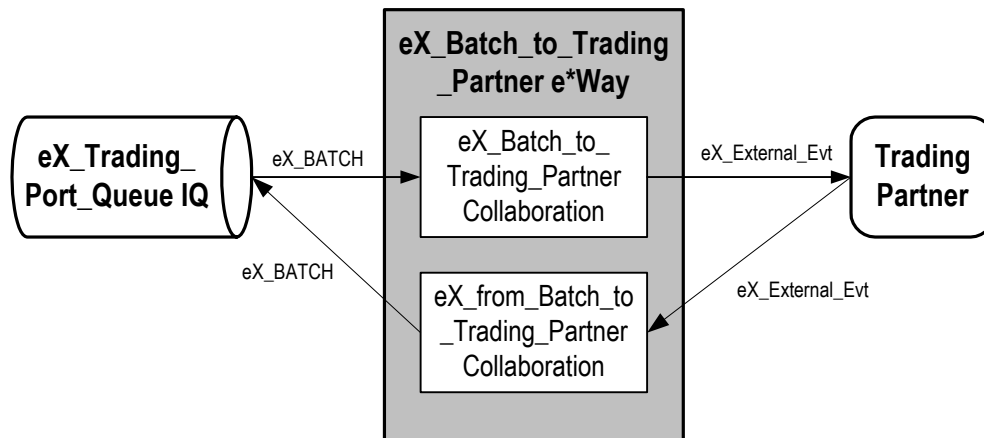 eX_Batch_to_Trading
_Partner e*Way
eX_Trading_
Port_Queue IQ
eX_BATCH
eX_Batch_to_
Trading_Partner
Collaboration
eX_External_Evt
Trading
Partner
eX_BATCH
eX_from_Batch_to
_Trading_Partner
Collaboration
eX_External_Evt